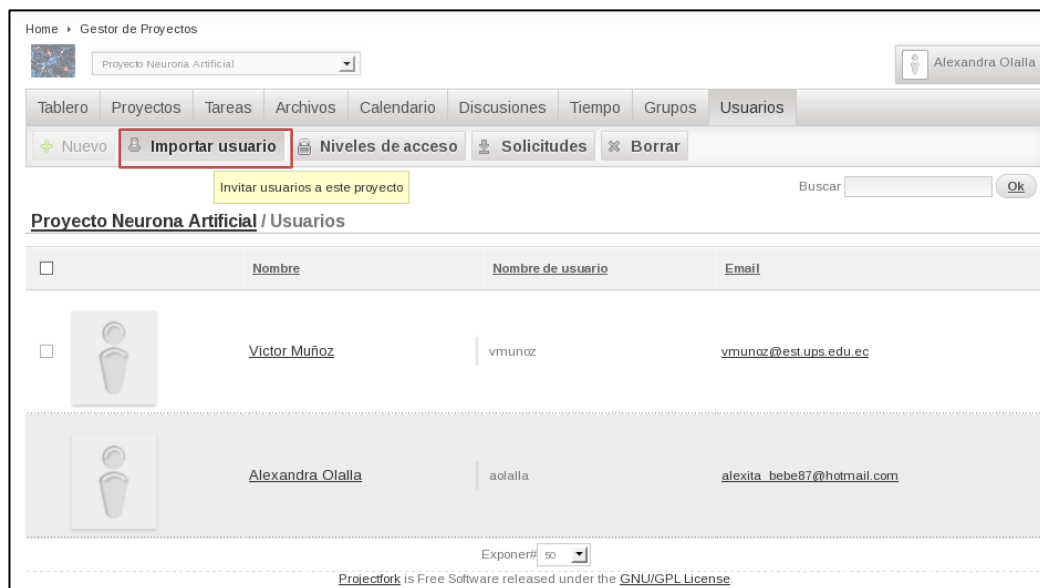 Home ▸ Gestor de Proyectos
Proyecto Neurona Artificial
Alexandra Olalla
Tablero Proyectos Tareas Archivos Calendario Discusiones Tiempo Grupos Usuarios
Nuevo Importar usuario Niveles de acceso Solicitudes Borrar
Invitar usuarios a este proyecto
Buscar Ok
Proyecto Neurona Artificial / Usuarios
Nombre Nombre de usuario Email
Victor Muñoz vmunoz vmunoz@est.ups.edu.ec
Alexandra Olalla aolalla alexita_bebe87@hotmail.com
Exponer# 50
Projectfork is Free Software released under the GNU/GPL License.